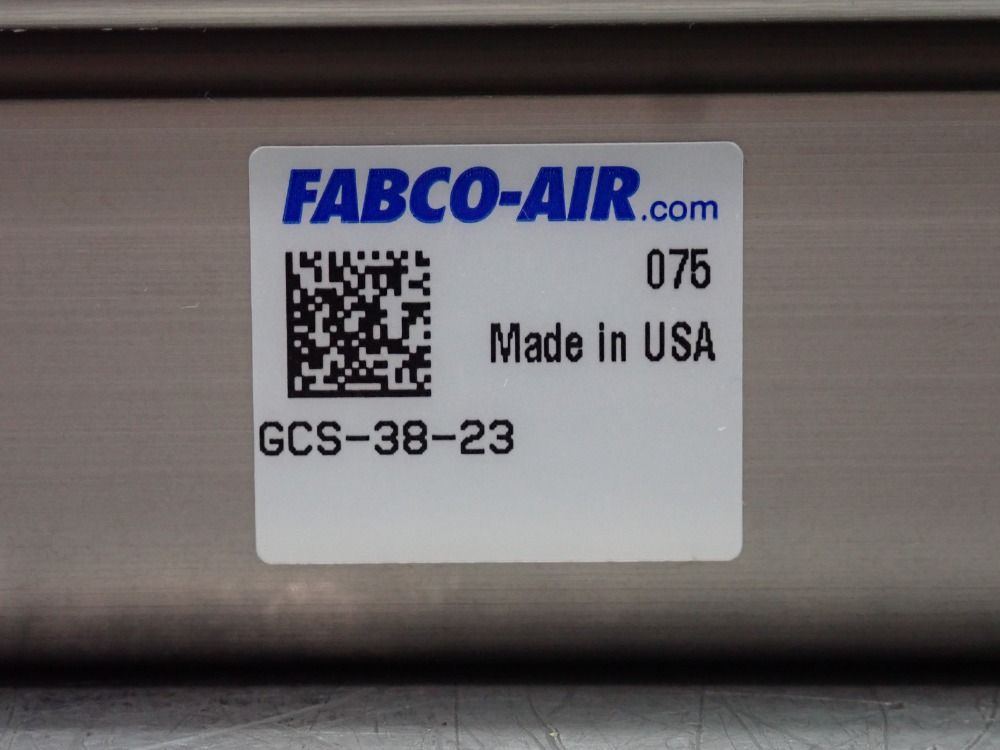 FABCO-AIR.com
075
Made in USA
GCS-38-23